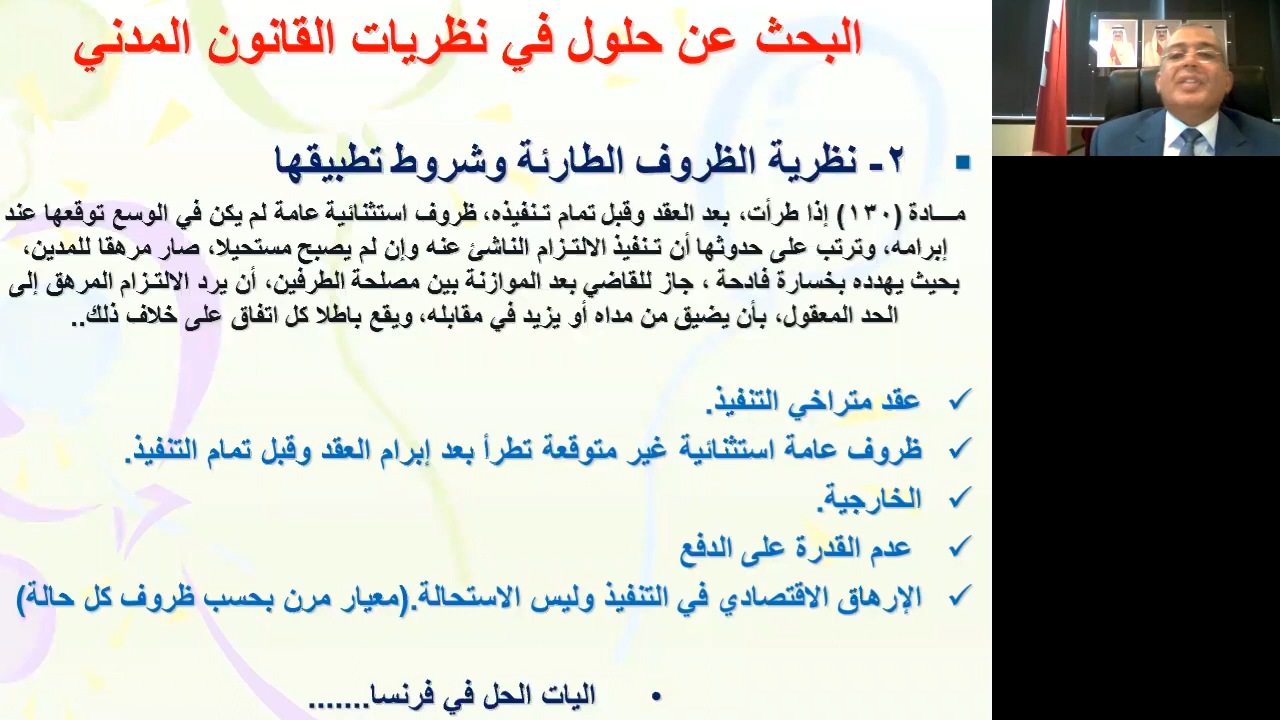 البحث عن حلول في نظريات القانون المدني
٢- نظرية الظروف الطارئة وشروط تطبيقها
مـــادة (١٣٠) إذا طرأت، بعد العقد وقبل تمام تـنفيذه، ظروف استثنائية عامة لم يكن في الوسع توقعها عند
إبرامه، وترتب على حدوثها أن تـنفيذ الالتـزام الناشئ عنه وإن لم يصبح مستحيلا، صار مرهقا للمدين،
بحيث يهدده بخسارة فادحة ، جاز للقاضي بعد الموازنة بين مصلحة الطرفين، أن يرد الالتـزام المرهق إلى
الحد المعقول، بأن يضيق من مداه أو يزيد في مقابله، ويقع باطلا كل اتفاق على خلاف ذلك..
✓ عقد متراخي التنفيذ.
✓ ظروف عامة استثنائية غير متوقعة تطرأ بعد إبرام العقد وقبل تمام التنفيذ.
✓ الخارجية.
✓ عدم القدرة على الدفع
✓ الإرهاق الاقتصادي في التنفيذ وليس الاستحالة.(معيار مرن بحسب ظروف كل حالة)
• اليات الحل في فرنسا.......